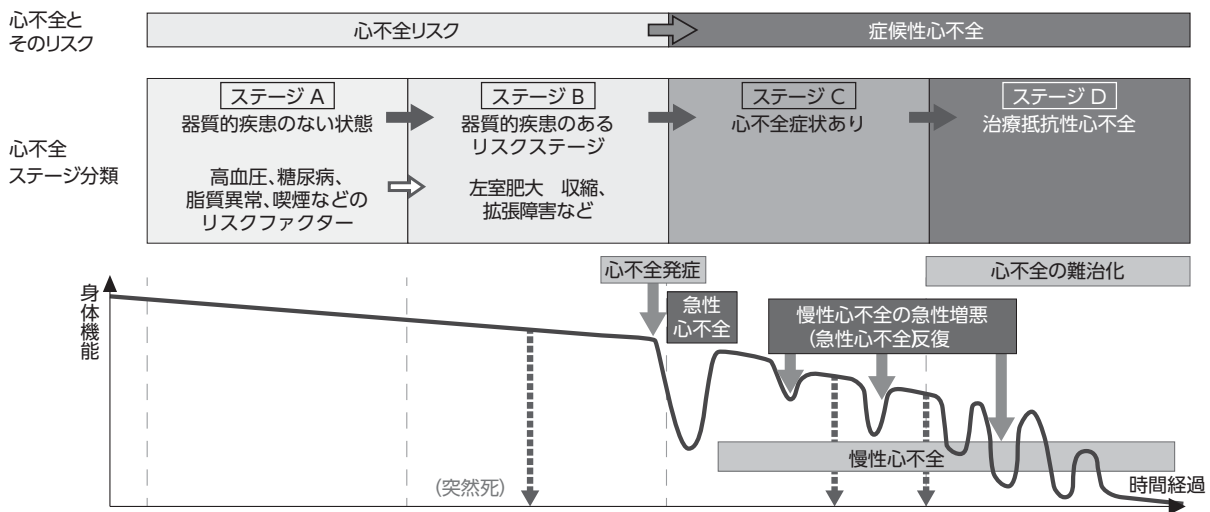 心不全と
そのリスク
心不全リスク
症候性心不全
心不全
ステージ分類
ステージ A
器質的疾患のない状態
高血圧、糖尿病、
脂質異常、喫煙などの
リスクファクター
ステージ B
器質的疾患のある
リスクステージ
左室肥大　収縮、
拡張障害など
ステージ C
心不全症状あり
ステージ D
治療抵抗性心不全
身体機能
心不全発症
急性
心不全
慢性心不全の急性増悪
(急性心不全)反復
心不全の難治化
慢性心不全
(突然死)
時間経過